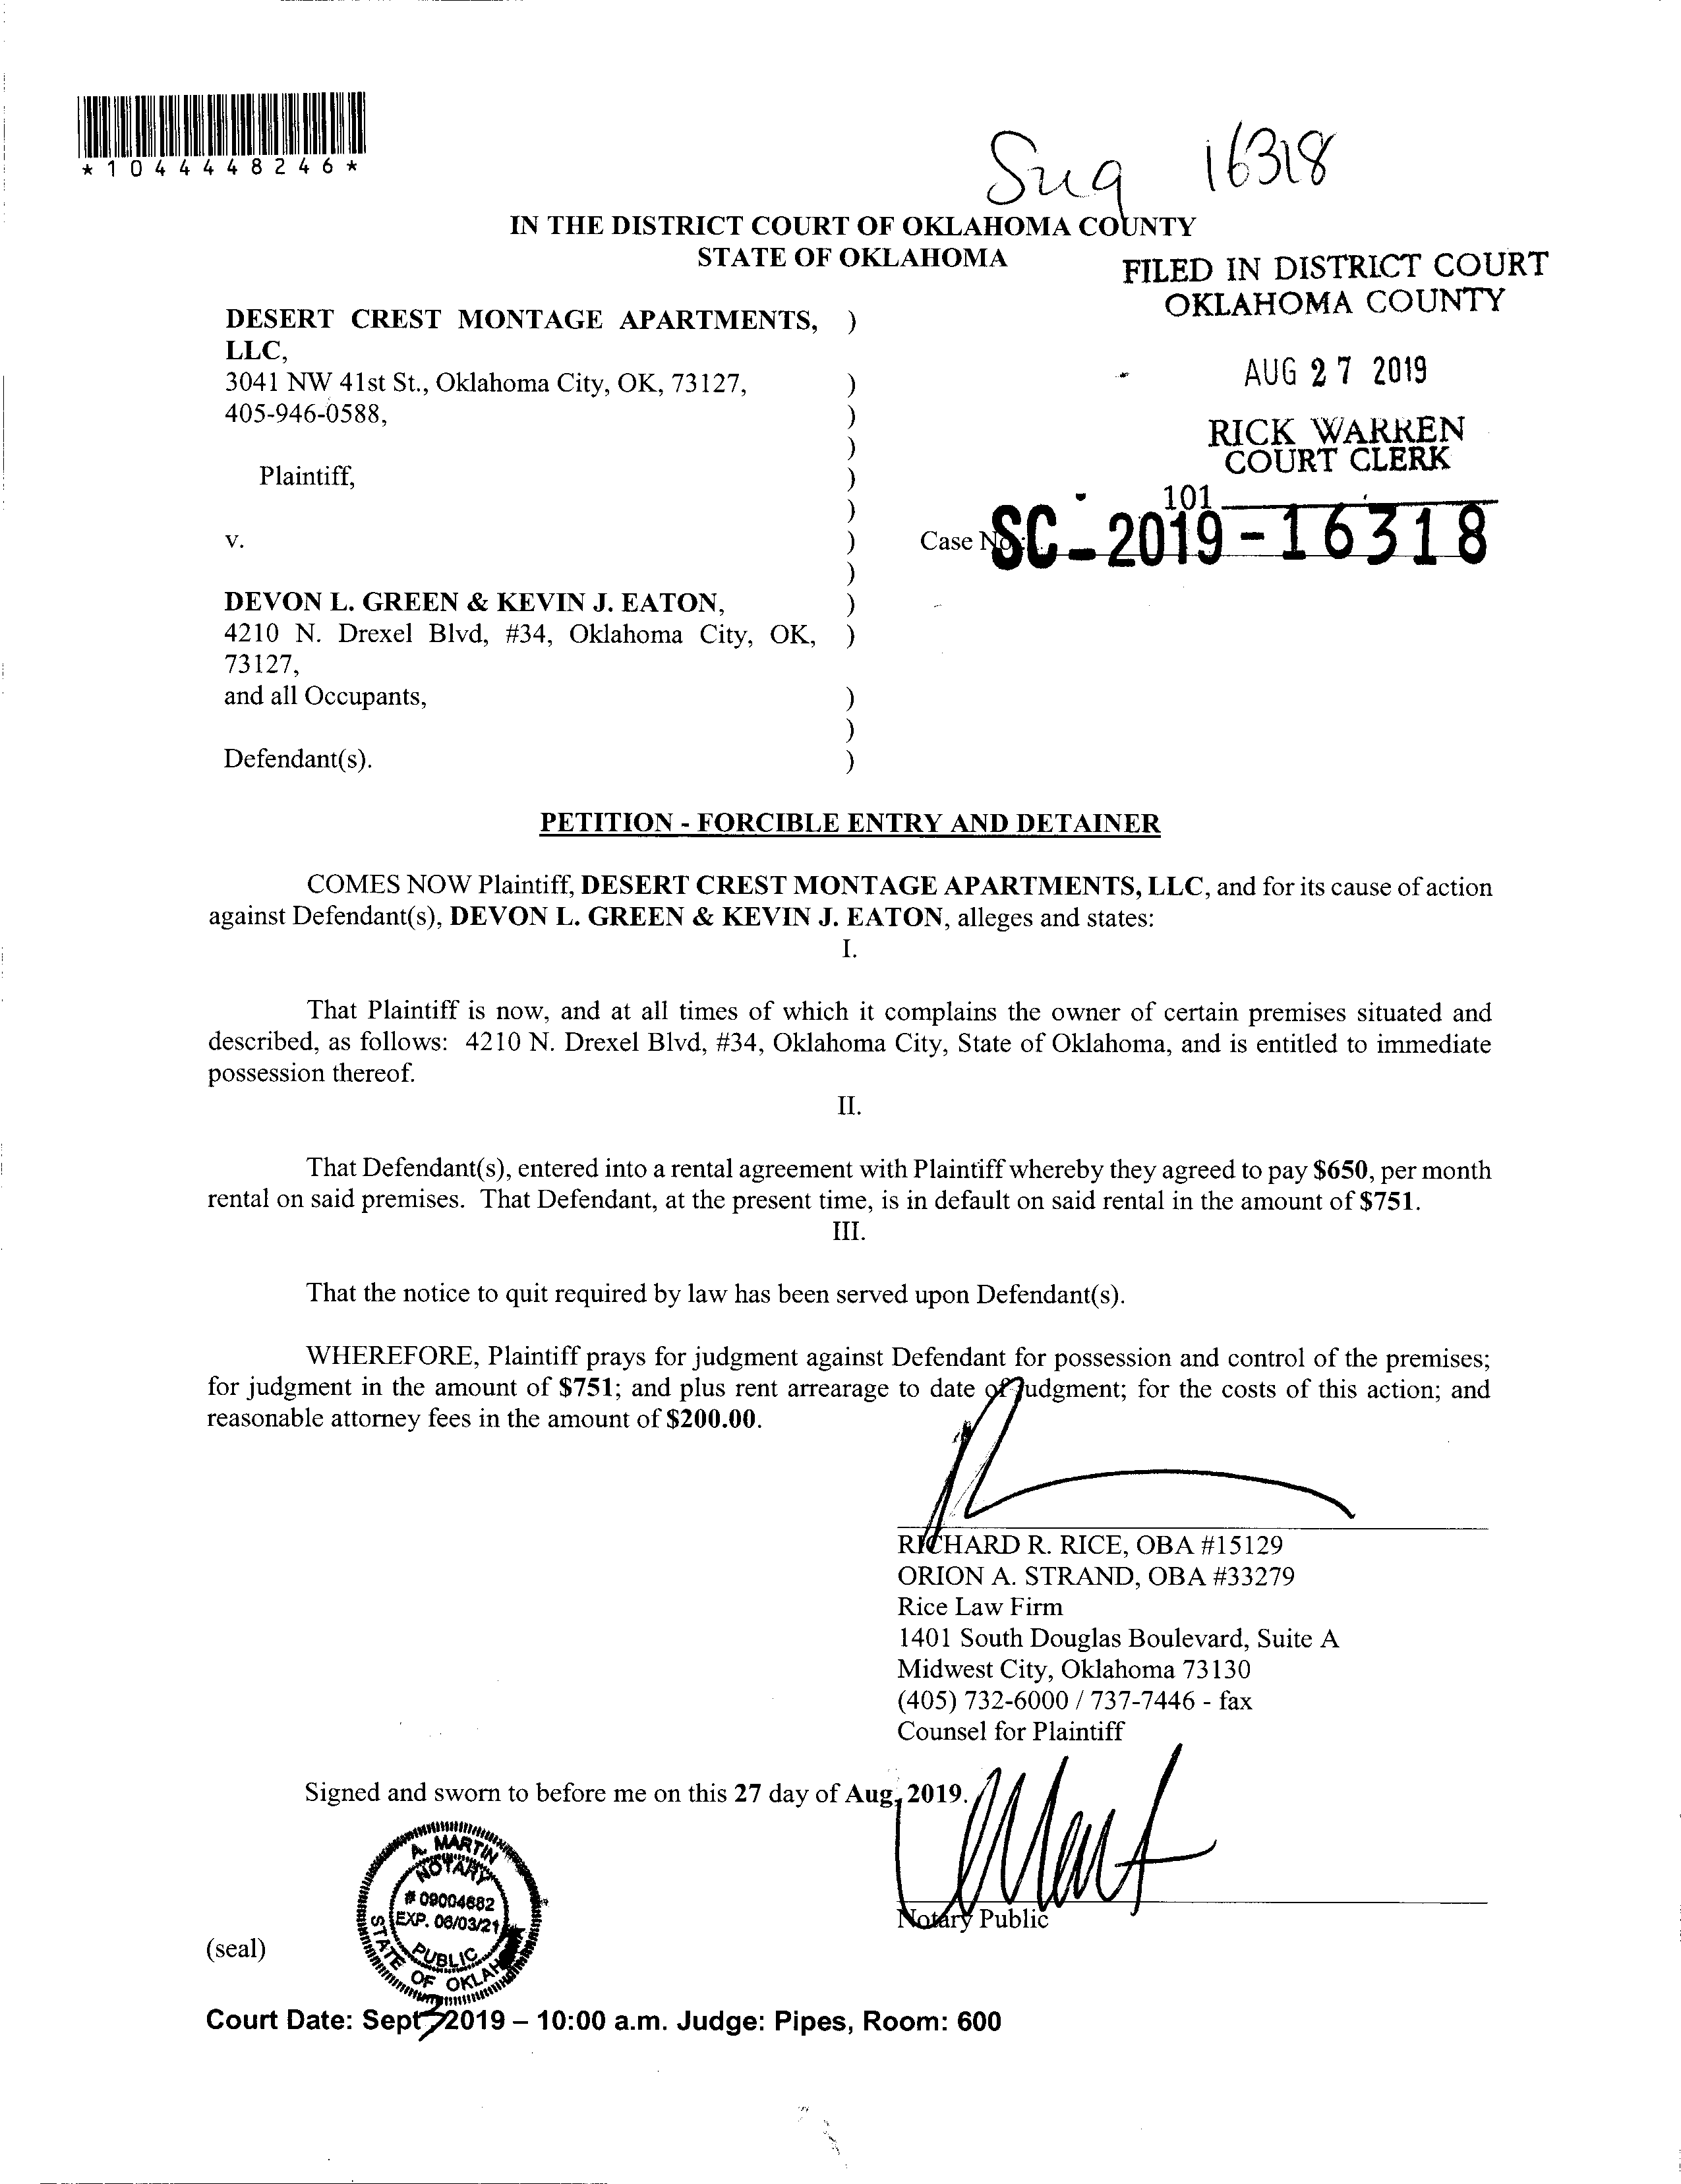 *1044448246*
Sug 16318
IN THE DISTRICT COURT OF OKLAHOMA COUNTY
STATE OF OKLAHOMA
FILED IN DISTRICT COURT
OKLAHOMA COUNTY
AUG 27 2019
RICK WARREN
COURT CLERK
101
DESERT CREST MONTAGE APARTMENTS, )
LLC,
3041 NW 41st St., Oklahoma City, OK, 73127, )
405-946-0588, )
)
Plaintiff, )
)
v. ) Case No.: SC-2019-16318
)
DEVON L. GREEN & KEVIN J. EATON, )
4210 N. Drexel Blvd, #34, Oklahoma City, OK, )
73127,
and all Occupants, )
)
Defendant(s). )
PETITION - FORCIBLE ENTRY AND DETAINER
COMES NOW Plaintiff, DESERT CREST MONTAGE APARTMENTS, LLC, and for its cause of action
against Defendant(s), DEVON L. GREEN & KEVIN J. EATON, alleges and states:
I.
That Plaintiff is now, and at all times of which it complains the owner of certain premises situated and
described, as follows: 4210 N. Drexel Blvd, #34, Oklahoma City, State of Oklahoma, and is entitled to immediate
possession thereof.
II.
That Defendant(s), entered into a rental agreement with Plaintiff whereby they agreed to pay $650, per month
rental on said premises. That Defendant, at the present time, is in default on said rental in the amount of $751.
III.
That the notice to quit required by law has been served upon Defendant(s).
WHEREFORE, Plaintiff prays for judgment against Defendant for possession and control of the premises;
for judgment in the amount of $751; and plus rent arrearage to date of judgment; for the costs of this action; and
reasonable attorney fees in the amount of $200.00.
RICHARD R. RICE, OBA #15129
ORION A. STRAND, OBA #33279
Rice Law Firm
1401 South Douglas Boulevard, Suite A
Midwest City, Oklahoma 73130
(405) 732-6000 / 737-7446 - fax
Counsel for Plaintiff
Signed and sworn to before me on this 27 day of Aug, 2019.
A. MARTIN
NOTARY
# 09004682
EXP. 06/03/21
PUBLIC
STATE OF OKLAHOMA
Notary Public
(seal)
Court Date: Sept 2019 – 10:00 a.m. Judge: Pipes, Room: 600